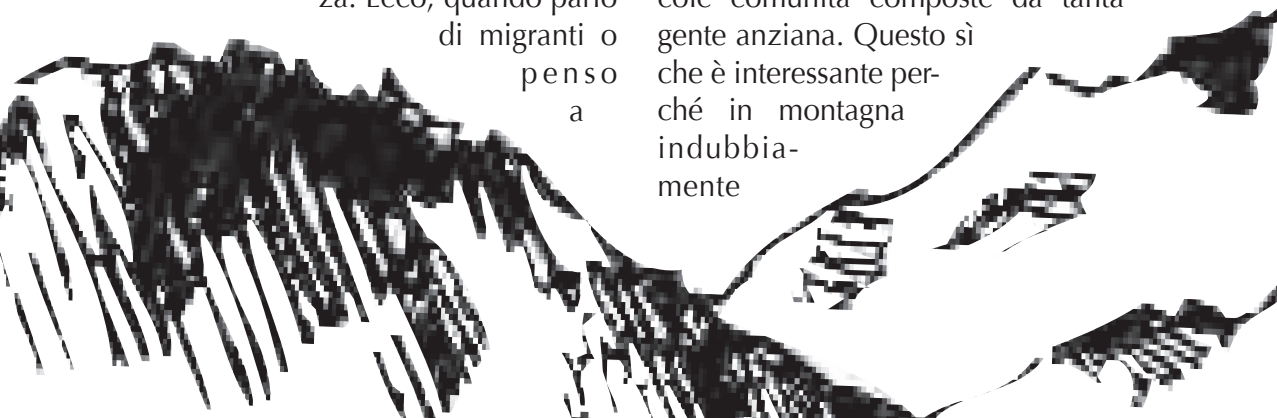 za. Ecco, quando parlo
di migranti o
penso
a
cole comunità composte da tanta
gente anziana. Questo sì
che è interessante per-
ché in montagna
indubbia-
mente